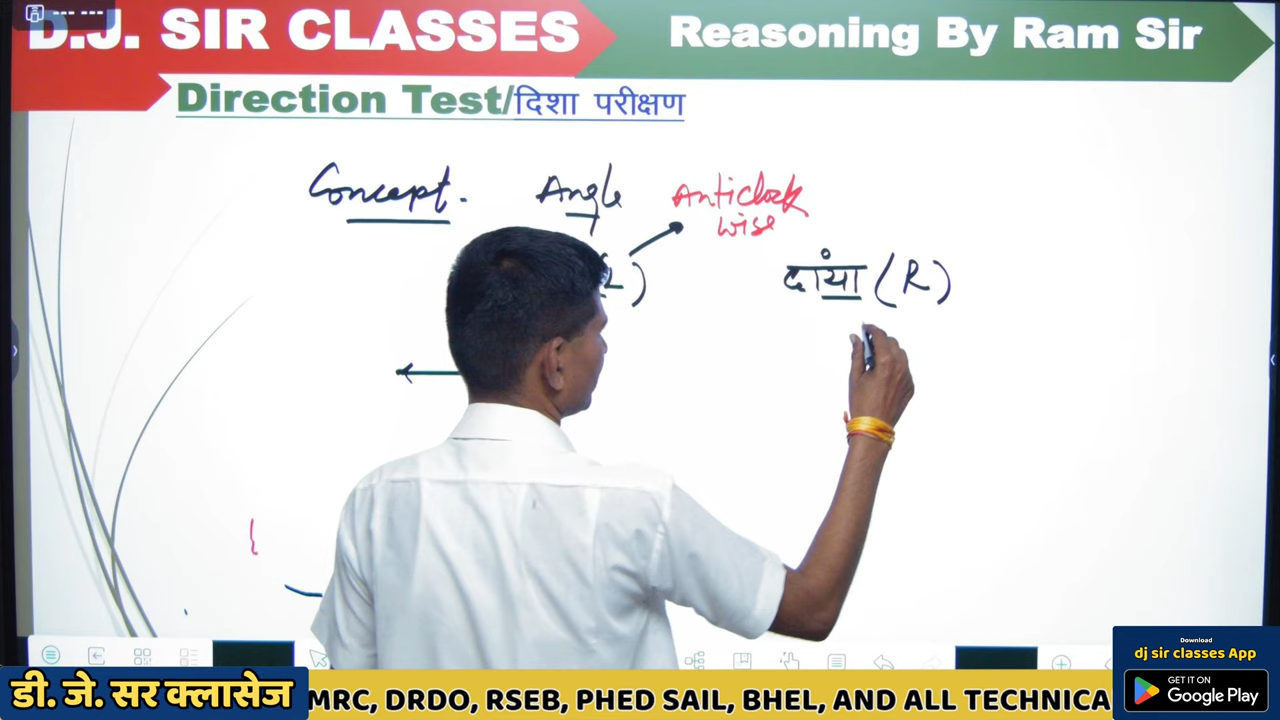 D.J. SIR CLASSES
Reasoning By Ram Sir
Direction Test/दिशा परीक्षण
Concept. Angle Anticlock
wise
L) दांया (R)
Download
dj sir classes App
GET IT ON
Google Play
डी. जे. सर क्लासेज
MRC, DRDO, RSEB, PHED SAIL, BHEL, AND ALL TECHNICA